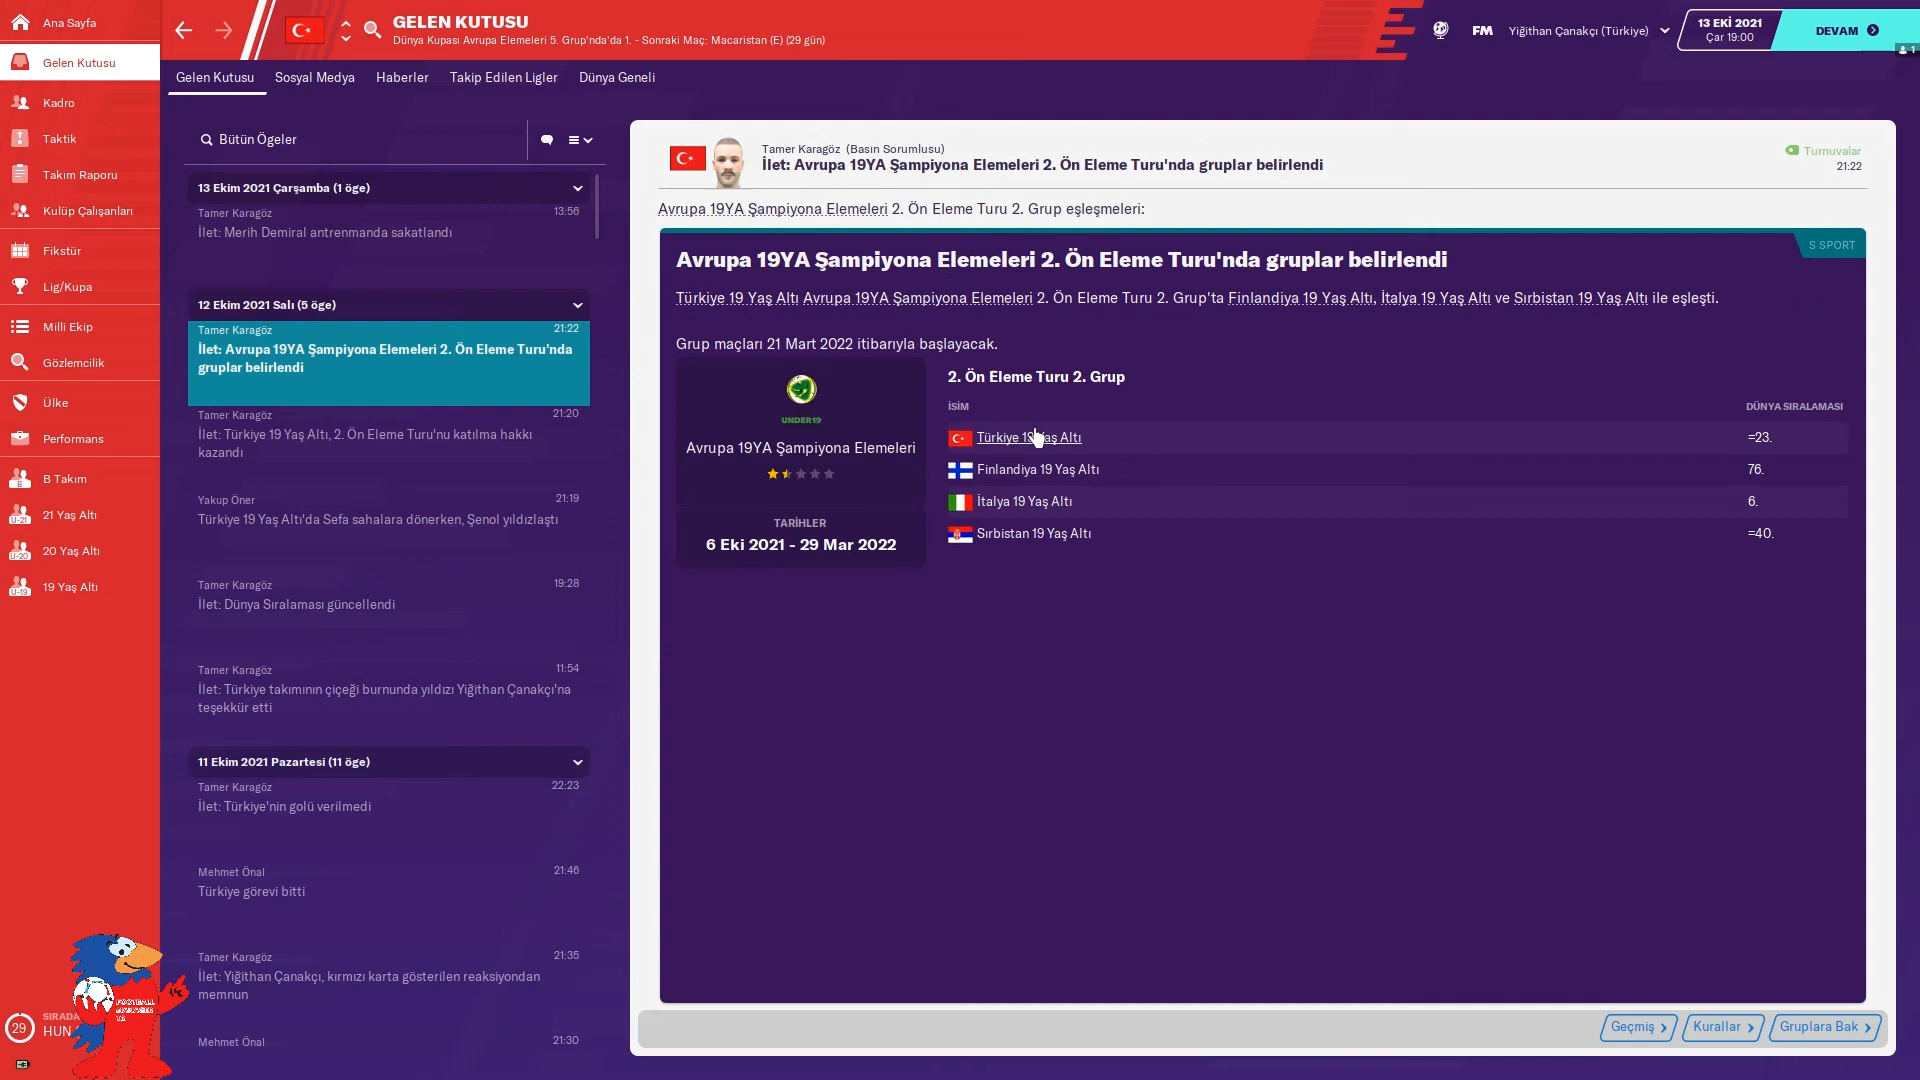 Ana Sayfa
Gelen Kutusu
Kadro
Taktik
Takım Raporu
Kulüp Çalışanları
Fikstür
Lig/Kupa
Milli Ekip
Gözlemcilik
Ülke
Performans
B Takım
21 Yaş Altı
20 Yaş Altı
19 Yaş Altı
29
SIRADA
HUN
GELEN KUTUSU
Dünya Kupası Avrupa Elemeleri 5. Grup'nda'da 1. - Sonraki Maç: Macaristan (E) (29 gün)
FM
Yiğithan Çanakçı (Türkiye)
13 EKİ 2021
Çar 19:00
DEVAM
1
Gelen Kutusu
Sosyal Medya
Haberler
Takip Edilen Ligler
Dünya Geneli
Bütün Ögeler
13 Ekim 2021 Çarşamba (1 öge)
Tamer Karagöz 13:56
İlet: Merih Demiral antrenmanda sakatlandı
12 Ekim 2021 Salı (5 öge)
Tamer Karagöz 21:22
İlet: Avrupa 19YA Şampiyona Elemeleri 2. Ön Eleme Turu'nda
gruplar belirlendi
Tamer Karagöz 21:20
İlet: Türkiye 19 Yaş Altı, 2. Ön Eleme Turu'nu katılma hakkı
kazandı
Yakup Öner 21:19
Türkiye 19 Yaş Altı'da Sefa sahalara dönerken, Şenol yıldızlaştı
Tamer Karagöz 19:28
İlet: Dünya Sıralaması güncellendi
Tamer Karagöz 11:54
İlet: Türkiye takımının çiçeği burnunda yıldızı Yiğithan Çanakçı'na
teşekkür etti
11 Ekim 2021 Pazartesi (11 öge)
Tamer Karagöz 22:23
İlet: Türkiye'nin golü verilmedi
Mehmet Önal 21:46
Türkiye görevi bitti
Tamer Karagöz 21:35
İlet: Yiğithan Çanakçı, kırmızı karta gösterilen reaksiyondan
memnun
Mehmet Önal 21:30
Tamer Karagöz (Basın Sorumlusu)
İlet: Avrupa 19YA Şampiyona Elemeleri 2. Ön Eleme Turu'nda gruplar belirlendi
Turnuvalar
21:22
Avrupa 19YA Şampiyona Elemeleri 2. Ön Eleme Turu 2. Grup eşleşmeleri:
S SPORT
Avrupa 19YA Şampiyona Elemeleri 2. Ön Eleme Turu'nda gruplar belirlendi
Türkiye 19 Yaş Altı Avrupa 19YA Şampiyona Elemeleri 2. Ön Eleme Turu 2. Grup'ta Finlandiya 19 Yaş Altı, İtalya 19 Yaş Altı ve Sırbistan 19 Yaş Altı ile eşleşti.
Grup maçları 21 Mart 2022 itibarıyla başlayacak.
UNDER19
Avrupa 19YA Şampiyona Elemeleri
TARİHLER
6 Eki 2021 - 29 Mar 2022
2. Ön Eleme Turu 2. Grup
İSİM DÜNYA SIRALAMASI
Türkiye 19 Yaş Altı =23.
Finlandiya 19 Yaş Altı 76.
İtalya 19 Yaş Altı 6.
Sırbistan 19 Yaş Altı =40.
Geçmiş
Kurallar
Gruplara Bak